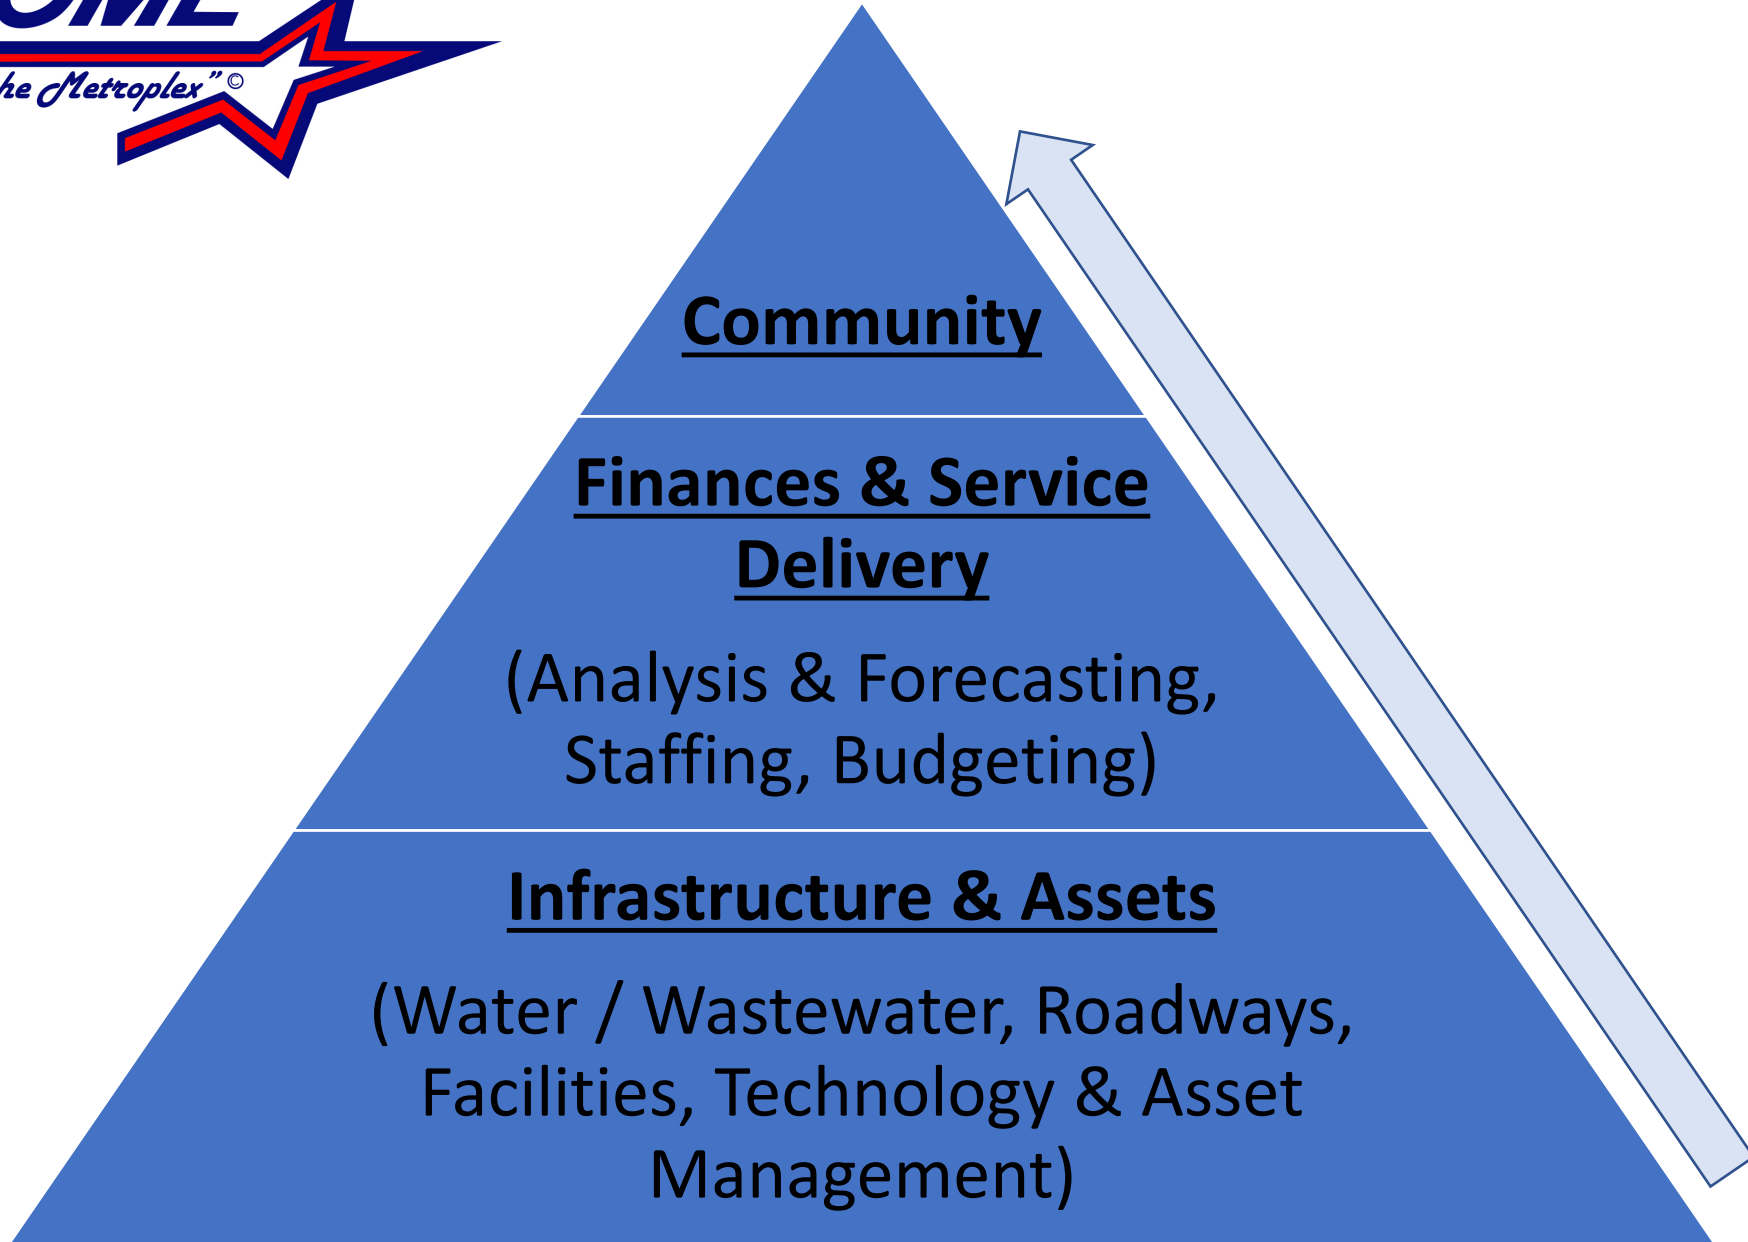 he Metroplex"©
Community
Finances & Service
Delivery
(Analysis & Forecasting,
Staffing, Budgeting)
Infrastructure & Assets
(Water / Wastewater, Roadways,
Facilities, Technology & Asset
Management)